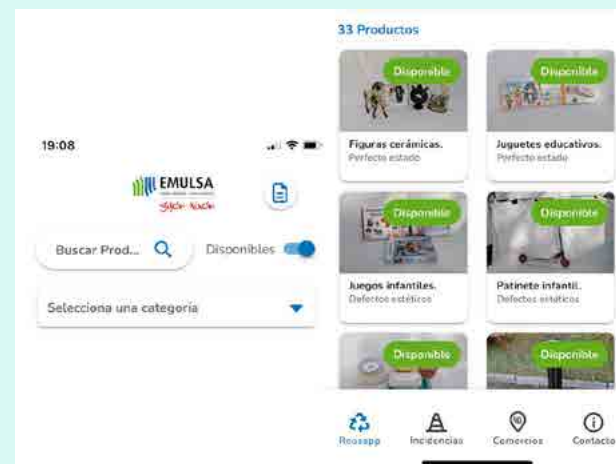 19:08
EMULSA
Buscar Prod...
Disponibles
Selecciona una categoría
33 Productos
Disponible
Disponible
Figuras cerámicas.
Perfecto estado
Juguetes educativos.
Perfecto estado
Disponible
Disponible
Juegos infantiles.
Defectos estéticos
Patinete infantil.
Defectos estéticos
Disponible
Disponible
Reusapp
Incidencias
Comercios
Contacto